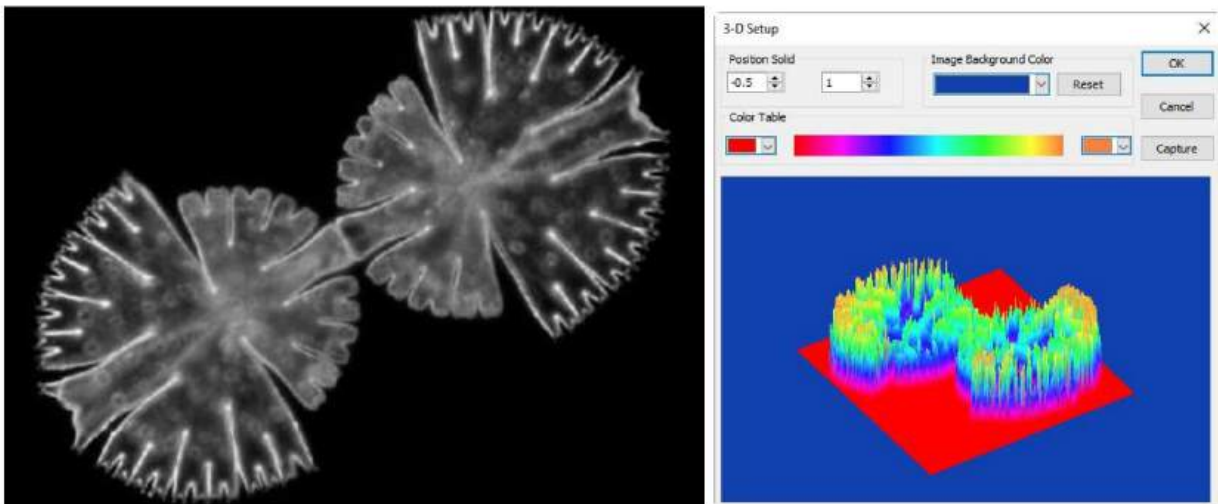 3-D Setup
Position Solid
-0.5
1
Image Background Color
Reset
OK
Cancel
Color Table
Capture